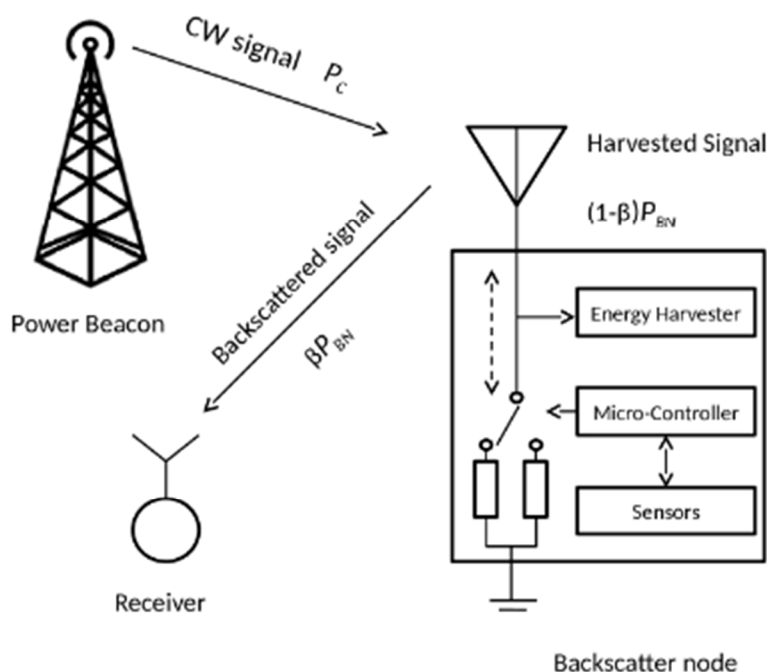 CW signal P_C
Harvested Signal
(1-β)P_BN
Backscattered signal
βP_BN
Power Beacon
Energy Harvester
Micro-Controller
Sensors
Receiver
Backscatter node